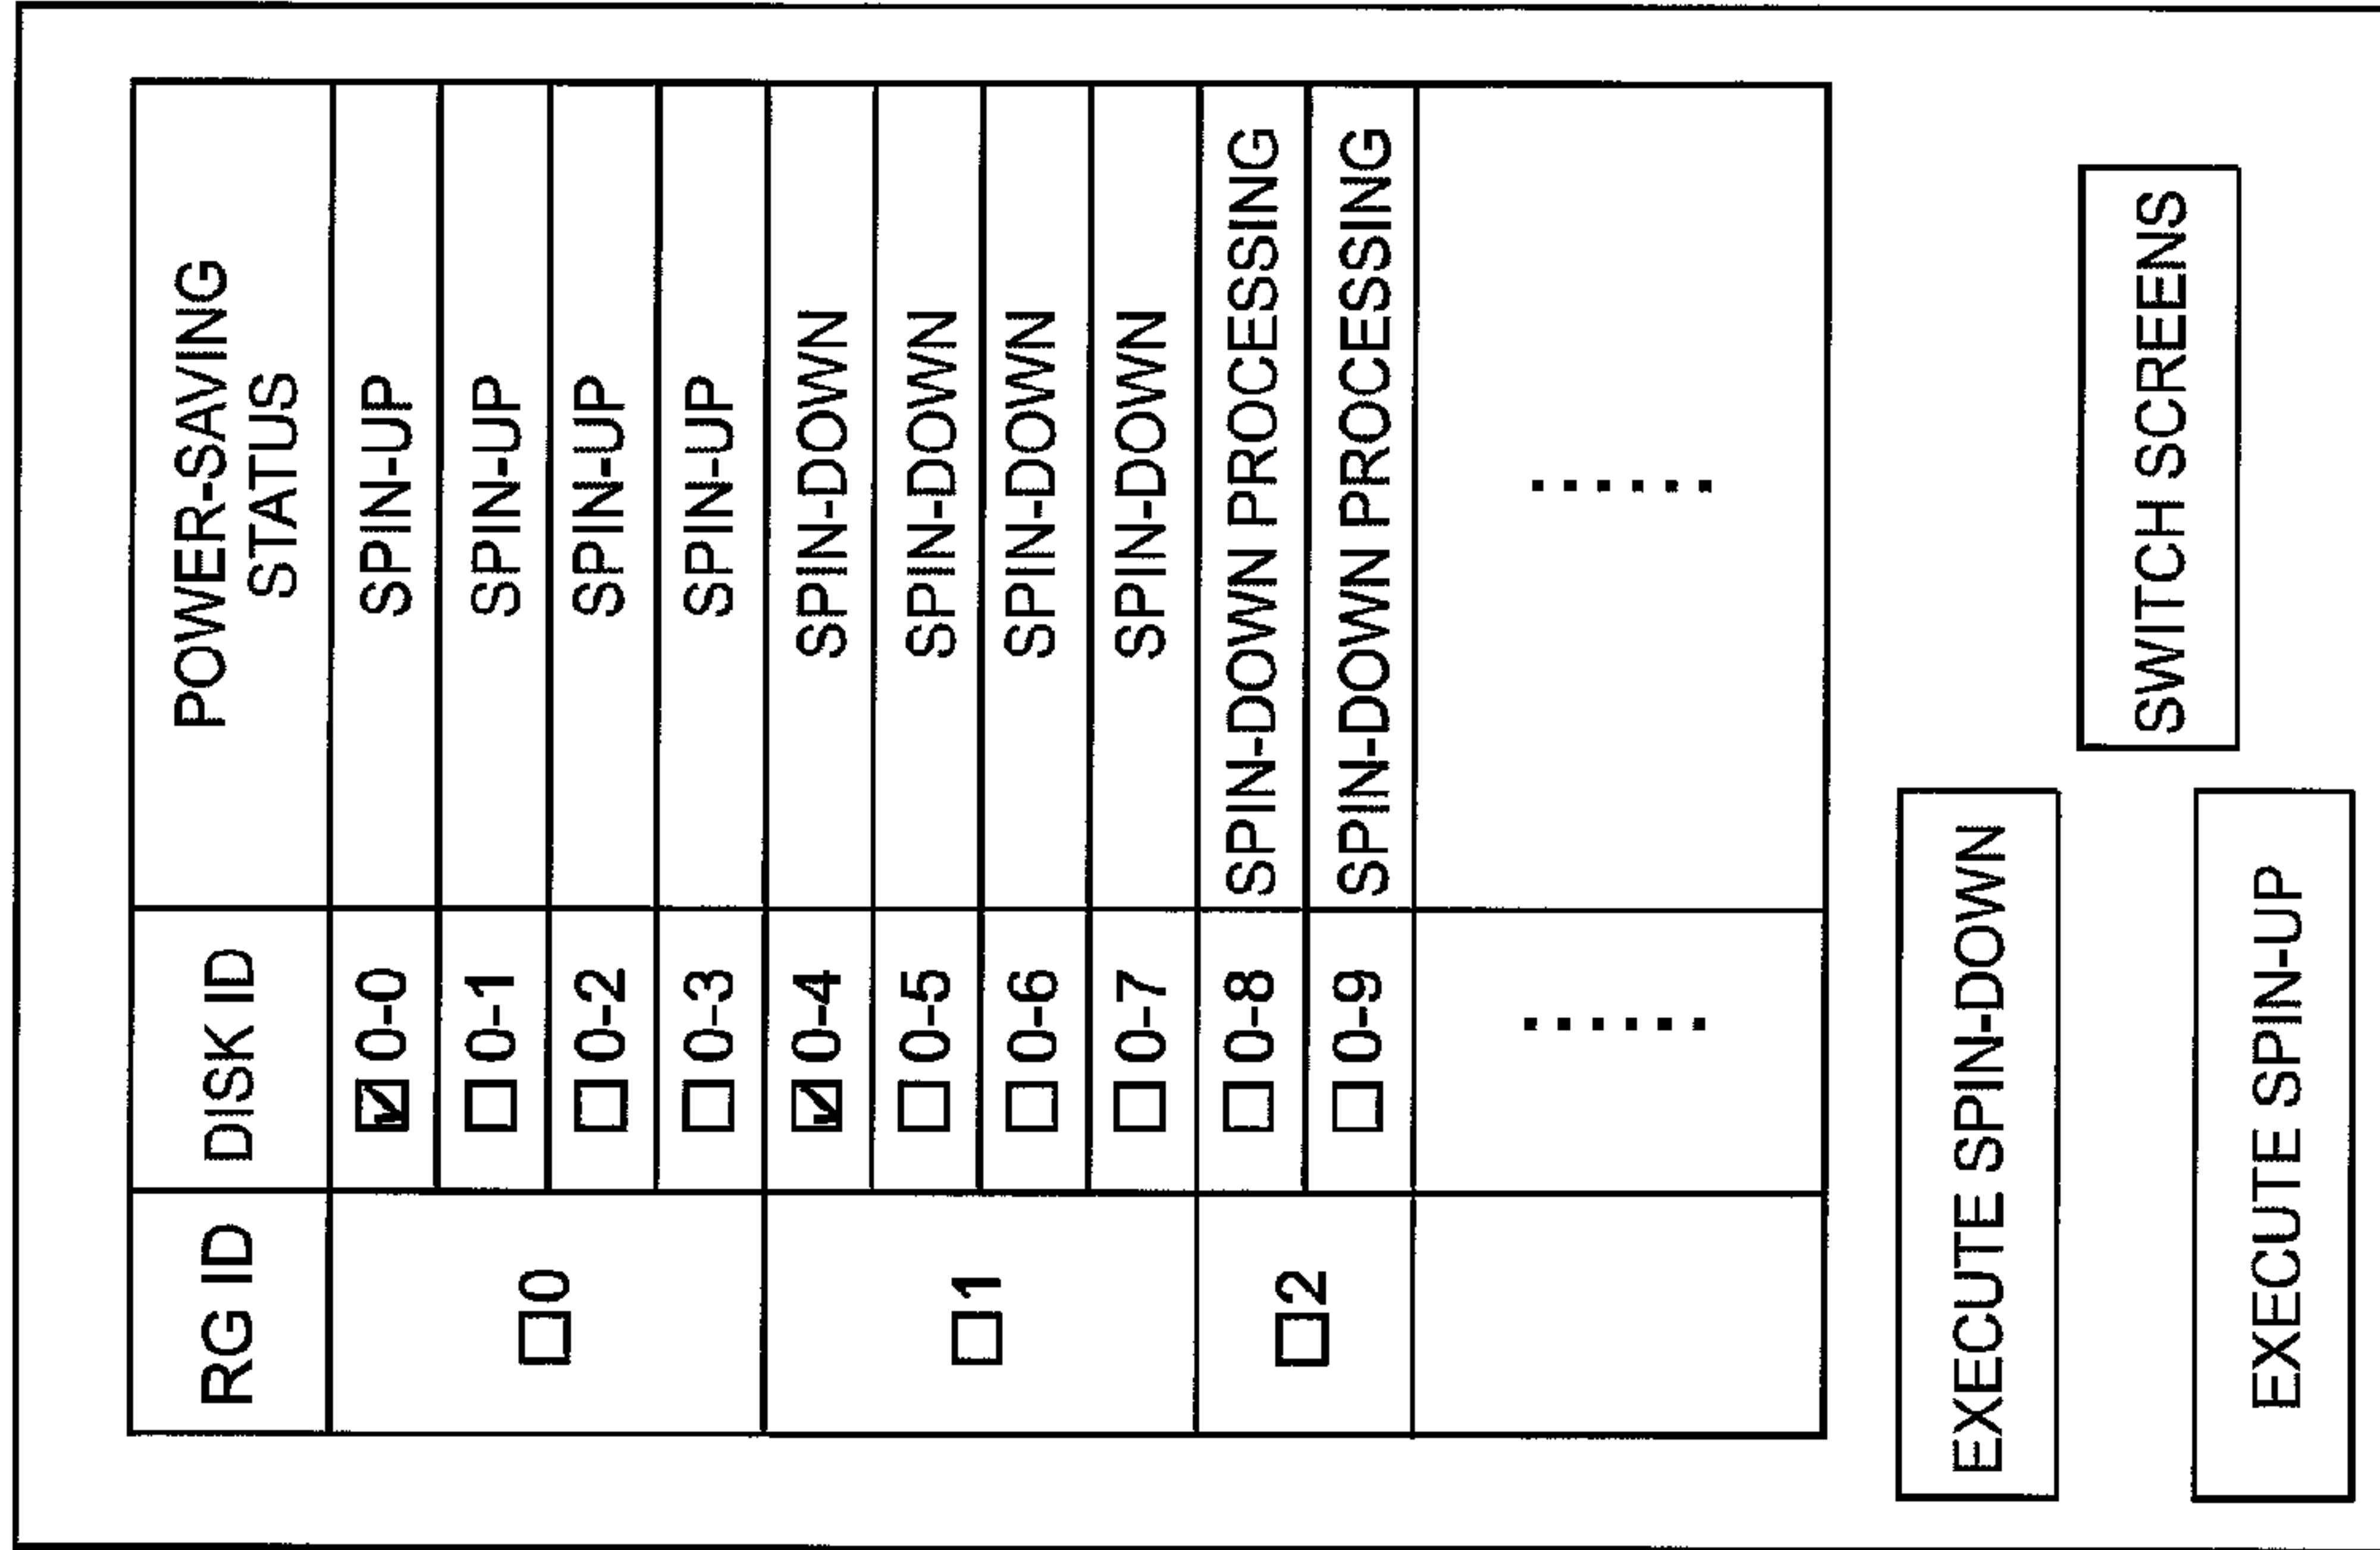 RG ID DISK ID POWER-SAVING
STATUS
☐0 ☑0-0 SPIN-UP
☐0-1 SPIN-UP
☐0-2 SPIN-UP
☐0-3 SPIN-UP
☐1 ☑0-4 SPIN-DOWN
☐0-5 SPIN-DOWN
☐0-6 SPIN-DOWN
☐0-7 SPIN-DOWN
☐2 ☐0-8 SPIN-DOWN PROCESSING
☐0-9 SPIN-DOWN PROCESSING
...... ......
EXECUTE SPIN-DOWN
SWITCH SCREENS
EXECUTE SPIN-UP